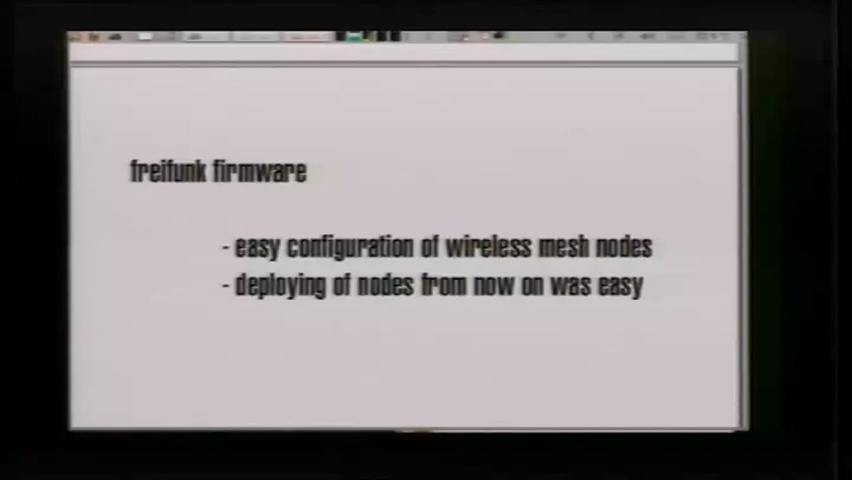 freifunk firmware
- easy configuration of wireless mesh nodes
- deploying of nodes from now on was easy